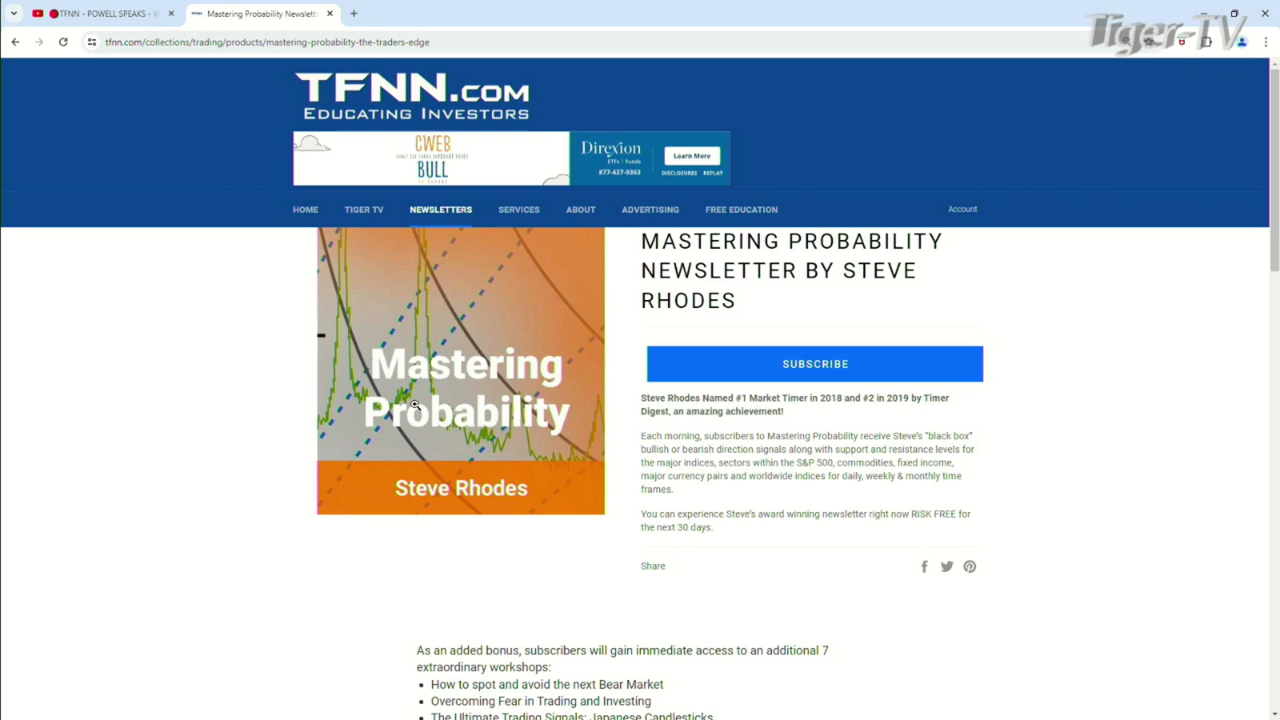 TFNN - POWELL SPEAKS - 
Mastering Probability Newslett
Tiger-TV
tfnn.com/collections/trading/products/mastering-probability-the-traders-edge
TFNN.COM
EDUCATING INVESTORS
CWEB
BULL
Direxion
ETFs Funds
877-437-9363
Learn More
DISCLOSURES REPLAY
HOME TIGER TV NEWSLETTERS SERVICES ABOUT ADVERTISING FREE EDUCATION Account
Mastering
Probability
Steve Rhodes
MASTERING PROBABILITY
NEWSLETTER BY STEVE
RHODES
SUBSCRIBE
Steve Rhodes Named #1 Market Timer in 2018 and #2 in 2019 by Timer
Digest, an amazing achievement!
Each morning, subscribers to Mastering Probability receive Steve's "black box"
bullish or bearish direction signals along with support and resistance levels for
the major indices, sectors within the S&P 500, commodities, fixed income,
major currency pairs and worldwide indices for daily, weekly & monthly time
frames.
You can experience Steve's award winning newsletter right now RISK FREE for
the next 30 days.
Share
As an added bonus, subscribers will gain immediate access to an additional 7
extraordinary workshops:
• How to spot and avoid the next Bear Market
• Overcoming Fear in Trading and Investing
• The Ultimate Trading Signals: Japanese Candlesticks